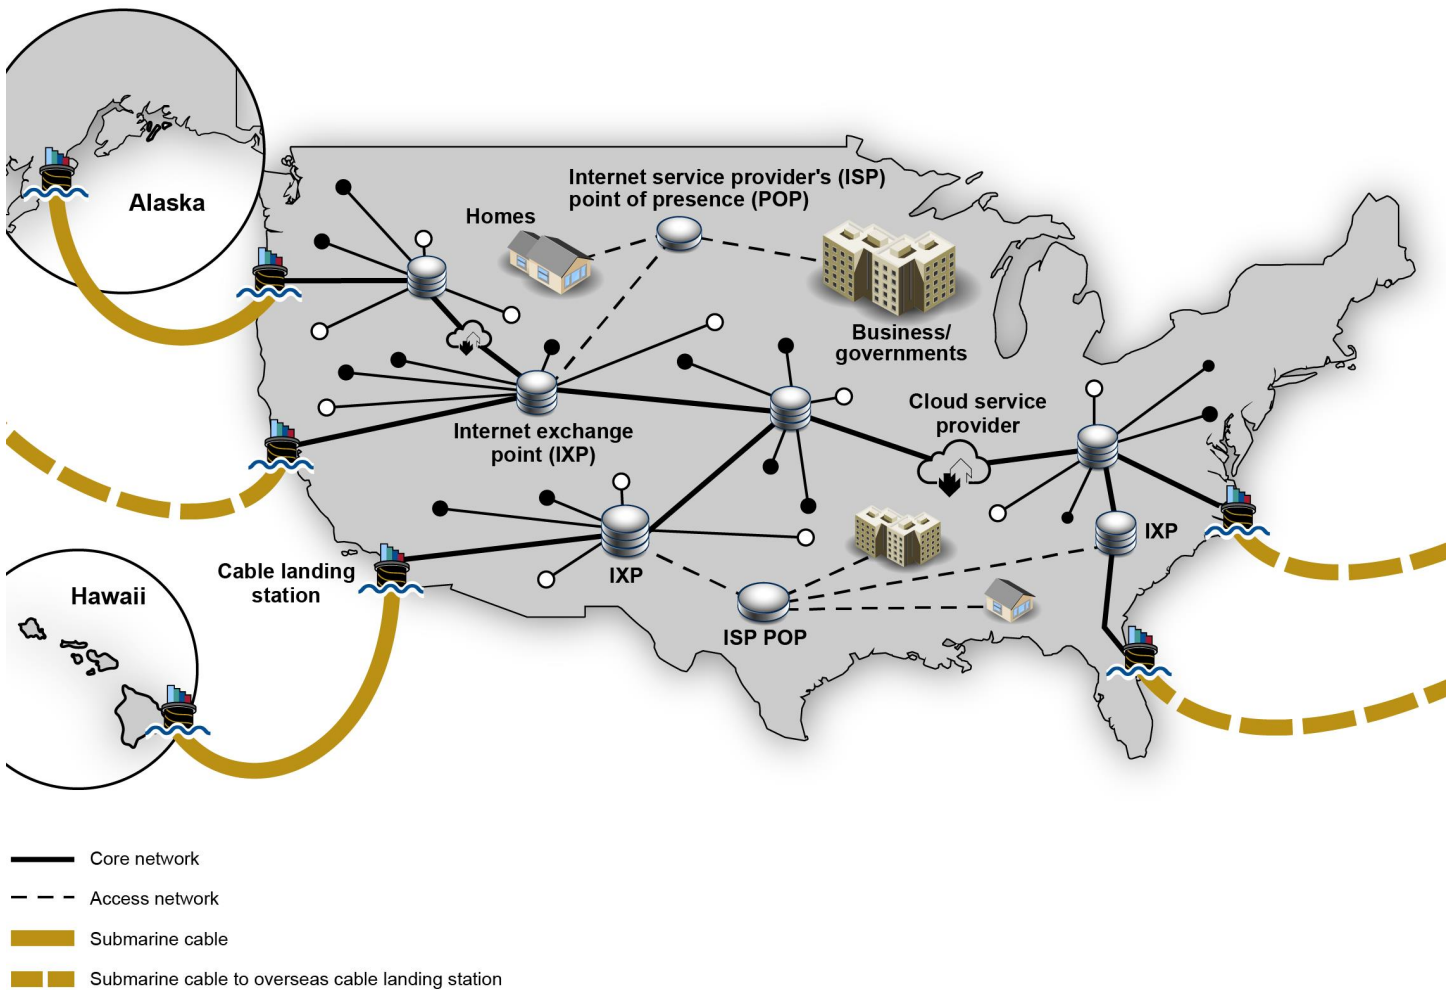 Alaska
Internet service provider's (ISP)
point of presence (POP)
Homes
Business/
governments
Cloud service
provider
Internet exchange
point (IXP)
IXP
IXP
Cable landing
station
Hawaii
ISP POP
Core network
Access network
Submarine cable
Submarine cable to overseas cable landing station